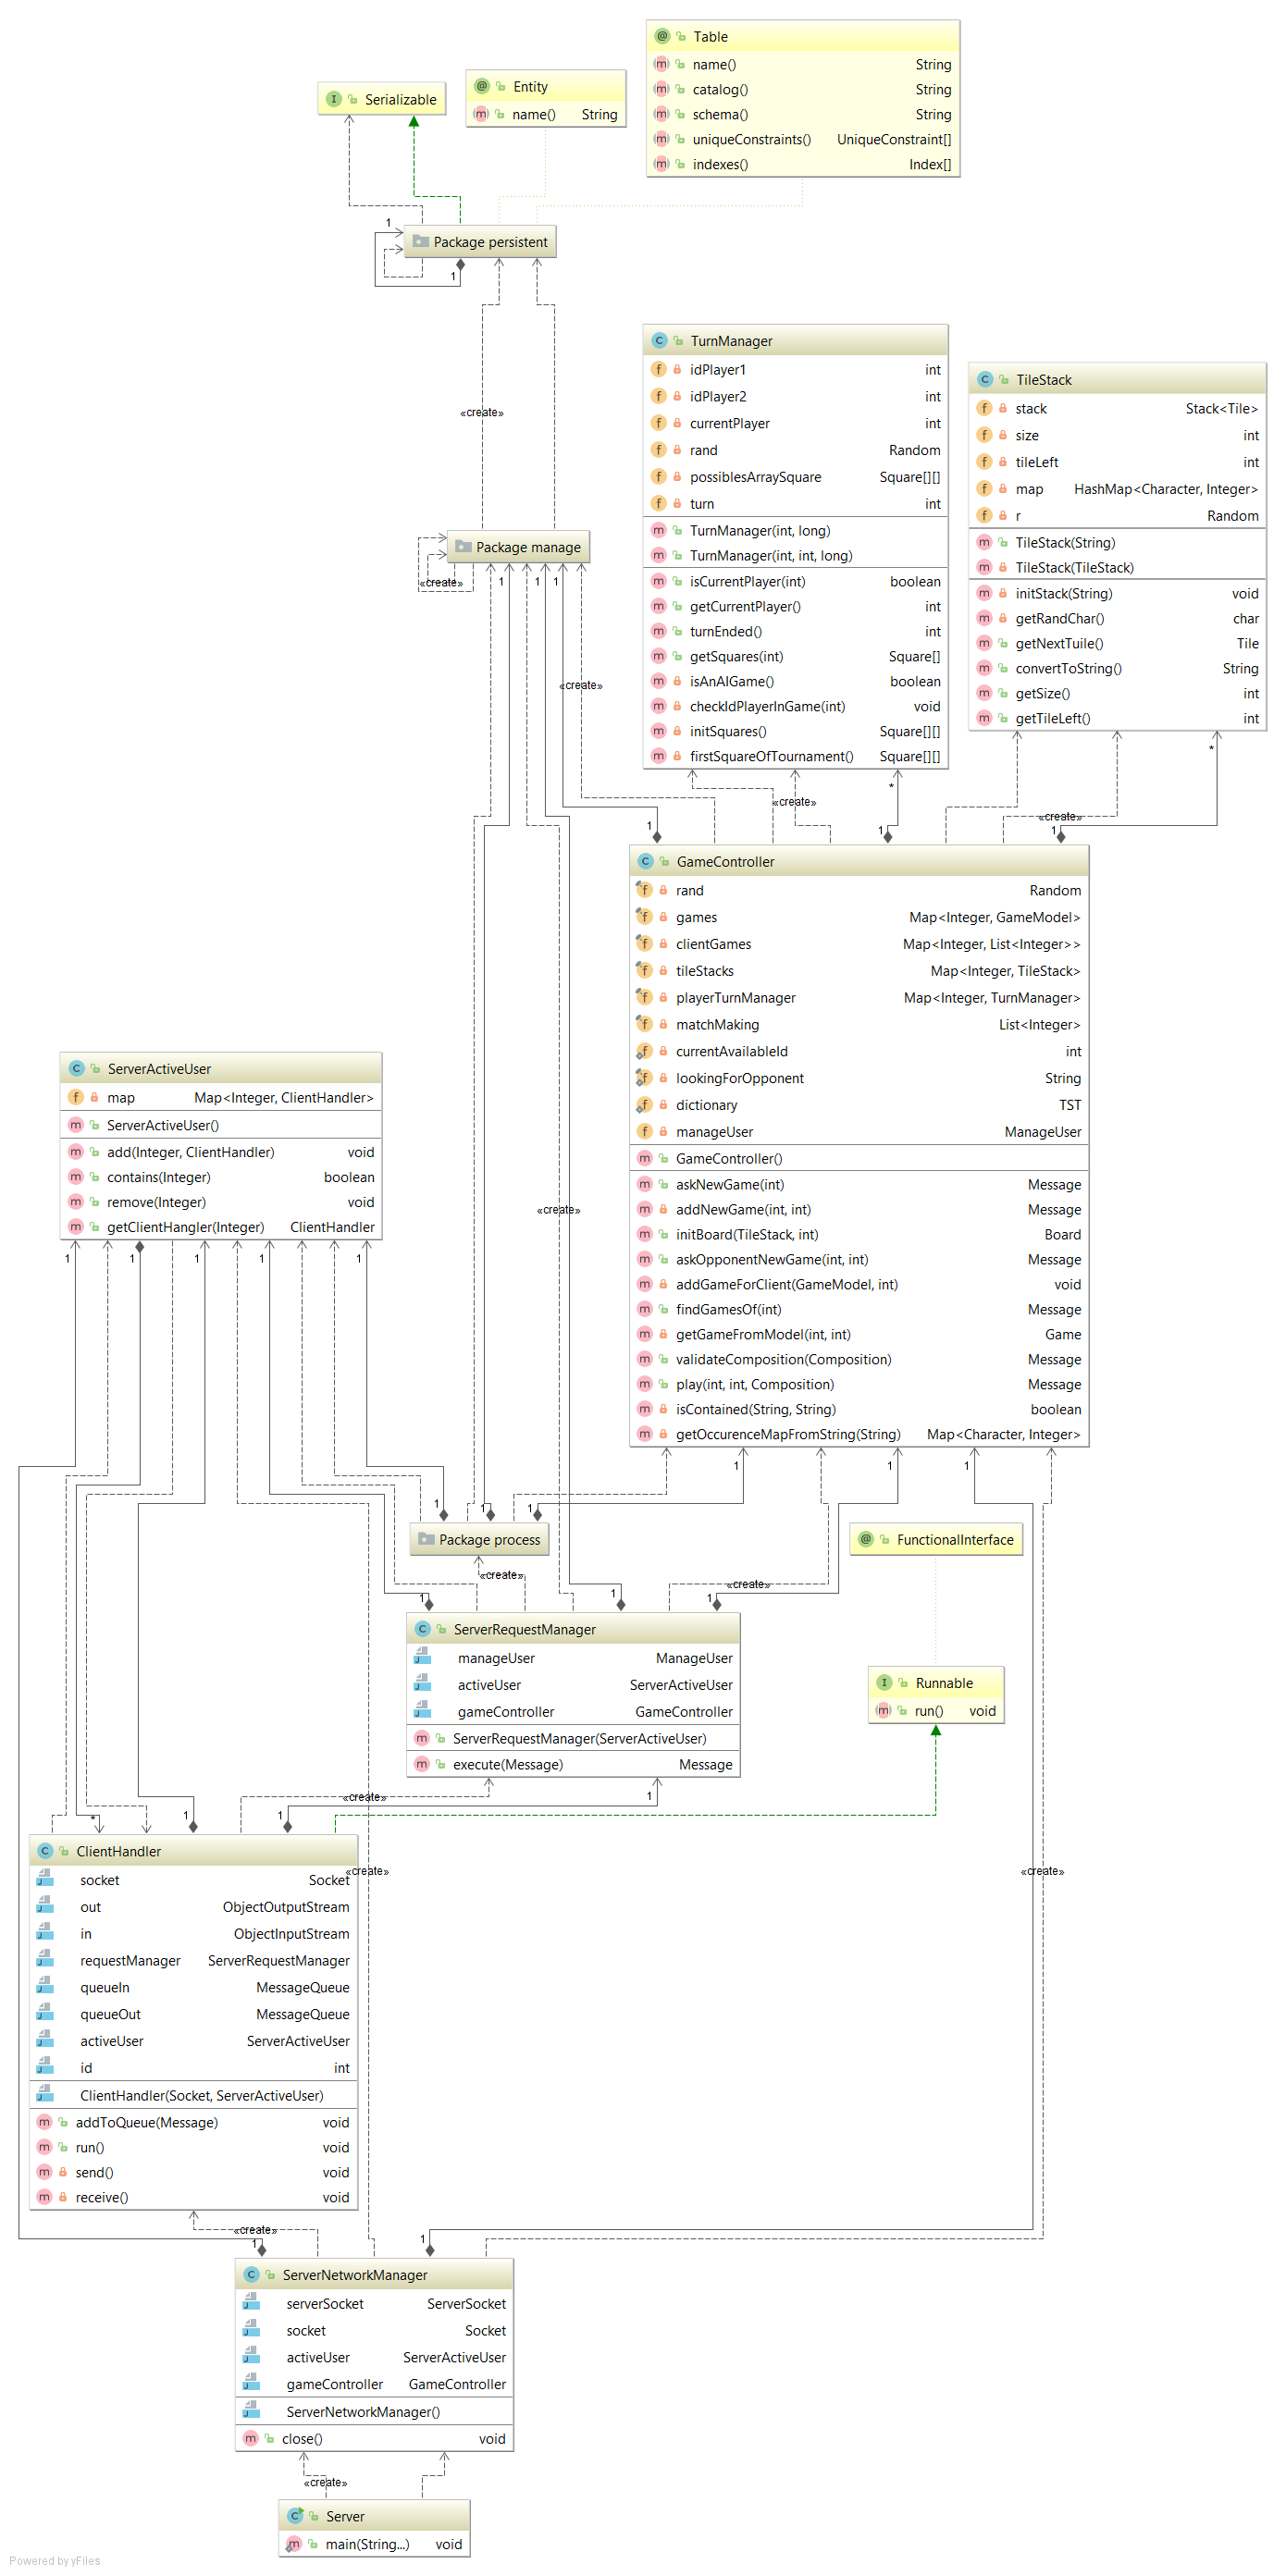 Table
name() String
catalog() String
schema() String
uniqueConstraints() UniqueConstraint[]
indexes() Index[]
Entity
name() String
Serializable
1
Package persistent
1
«create»
TurnManager
idPlayer1 int
idPlayer2 int
currentPlayer int
rand Random
possiblesArraySquare Square[][]
turn int
TurnManager(int, long)
TurnManager(int, int, long)
isCurrentPlayer(int) boolean
getCurrentPlayer() int
turnEnded() int
getSquares(int) Square[]
isAnAIGame() boolean
checkIdPlayerInGame(int) void
initSquares() Square[][]
firstSquareOfTournament() Square[][]
TileStack
stack Stack<Tile>
size int
tileLeft int
map HashMap<Character, Integer>
r Random
TileStack(String)
TileStack(TileStack)
initStack(String) void
getRandChar() char
getNextTuile() Tile
convertToString() String
getSize() int
getTileLeft() int
Package manage
«create»
1 1 1
«create»
* *
«create»
«create»
1 1 1
GameController
rand Random
games Map<Integer, GameModel>
clientGames Map<Integer, List<Integer>>
tileStacks Map<Integer, TileStack>
playerTurnManager Map<Integer, TurnManager>
matchMaking List<Integer>
currentAvailableId int
lookingForOpponent String
dictionary TST
manageUser ManageUser
GameController()
askNewGame(int) Message
addNewGame(int, int) Message
initBoard(TileStack, int) Board
askOpponentNewGame(int, int) Message
addGameForClient(GameModel, int) void
findGamesOf(int) Message
getGameFromModel(int, int) Game
validateComposition(Composition) Message
play(int, int, Composition) Message
isContained(String, String) boolean
getOccurenceMapFromString(String) Map<Character, Integer>
ServerActiveUser
map Map<Integer, ClientHandler>
ServerActiveUser()
add(Integer, ClientHandler) void
contains(Integer) boolean
remove(Integer) void
getClientHangler(Integer) ClientHandler
«create»
1 1 1 1 1
1 1 1
1 1 1
Package process
«create»
FunctionalInterface
«create»
1 1 1
ServerRequestManager
manageUser ManageUser
activeUser ServerActiveUser
gameController GameController
ServerRequestManager(ServerActiveUser)
execute(Message) Message
Runnable
run() void
«create»
1
* 1 1
ClientHandler
socket Socket
out ObjectOutputStream
in ObjectInputStream
requestManager ServerRequestManager
queueIn MessageQueue
queueOut MessageQueue
activeUser ServerActiveUser
id int
ClientHandler(Socket, ServerActiveUser)
addToQueue(Message) void
run() void
send() void
receive() void
«create»
«create»
«create»
1 1
ServerNetworkManager
serverSocket ServerSocket
socket Socket
activeUser ServerActiveUser
gameController GameController
ServerNetworkManager()
close() void
«create»
Server
main(String...) void
Powered by yFiles